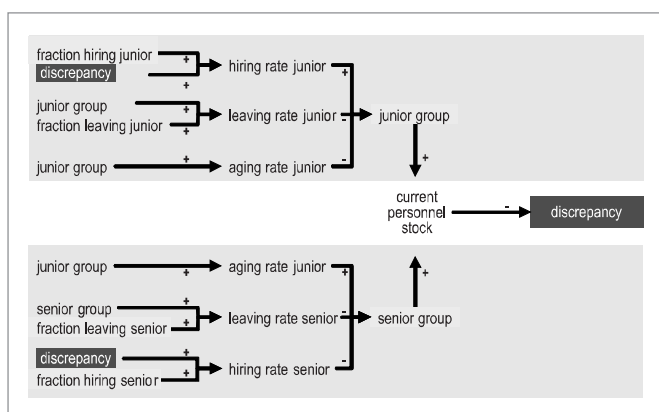 fraction hiring junior
discrepancy
+
+
hiring rate junior
+
junior group
fraction leaving junior
+
+
leaving rate junior
-
junior group
junior group
+
aging rate junior
-
+
current
personnel
stock
-
discrepancy
junior group
+
aging rate junior
+
+
senior group
fraction leaving senior
+
+
leaving rate senior
-
senior group
discrepancy
fraction hiring senior
+
+
hiring rate senior
-